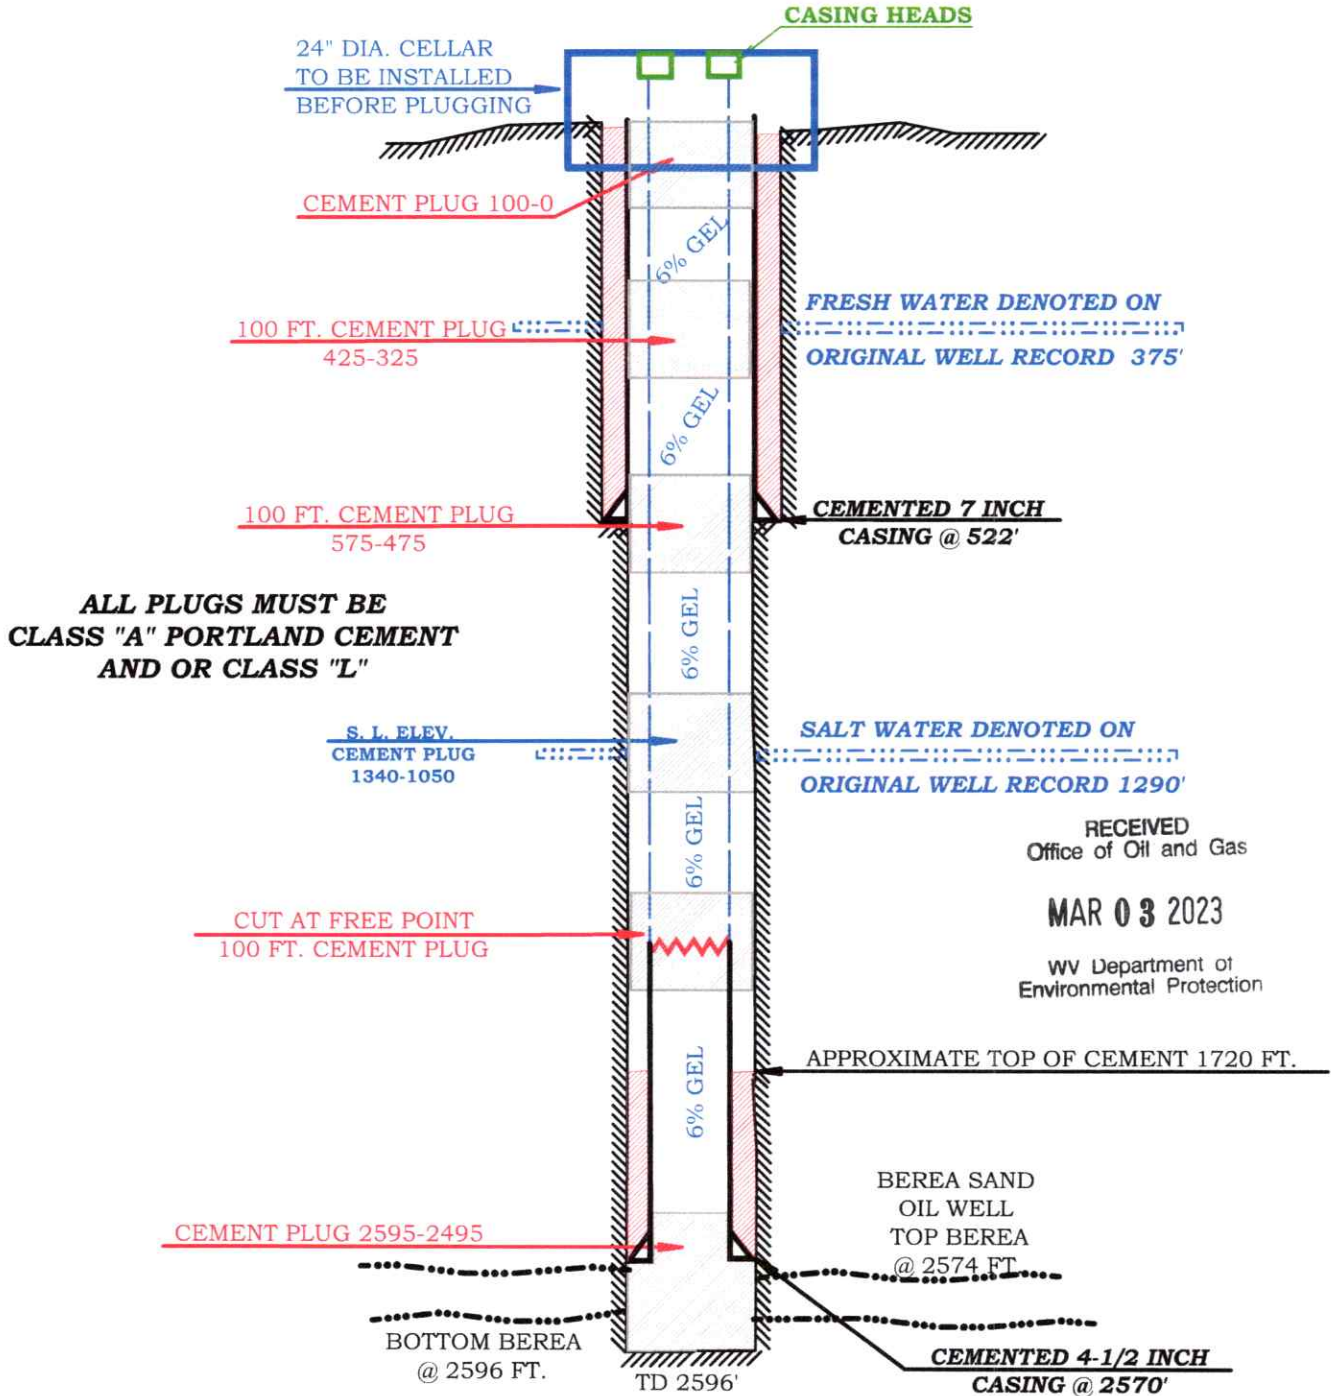 CASING HEADS
24" DIA. CELLAR
TO BE INSTALLED
BEFORE PLUGGING
CEMENT PLUG 100-0
6% GEL
FRESH WATER DENOTED ON
ORIGINAL WELL RECORD 375'
100 FT. CEMENT PLUG
425-325
6% GEL
100 FT. CEMENT PLUG
575-475
CEMENTED 7 INCH
CASING @ 522'
ALL PLUGS MUST BE
CLASS "A" PORTLAND CEMENT
AND OR CLASS "L"
6% GEL
S. L. ELEV.
CEMENT PLUG
1340-1050
SALT WATER DENOTED ON
ORIGINAL WELL RECORD 1290'
6% GEL
RECEIVED
Office of Oil and Gas
MAR 03 2023
WV Department of
Environmental Protection
CUT AT FREE POINT
100 FT. CEMENT PLUG
APPROXIMATE TOP OF CEMENT 1720 FT.
6% GEL
CEMENT PLUG 2595-2495
BEREA SAND
OIL WELL
TOP BEREA
@ 2574 FT
BOTTOM BEREA
@ 2596 FT.
TD 2596'
CEMENTED 4-1/2 INCH
CASING @ 2570'